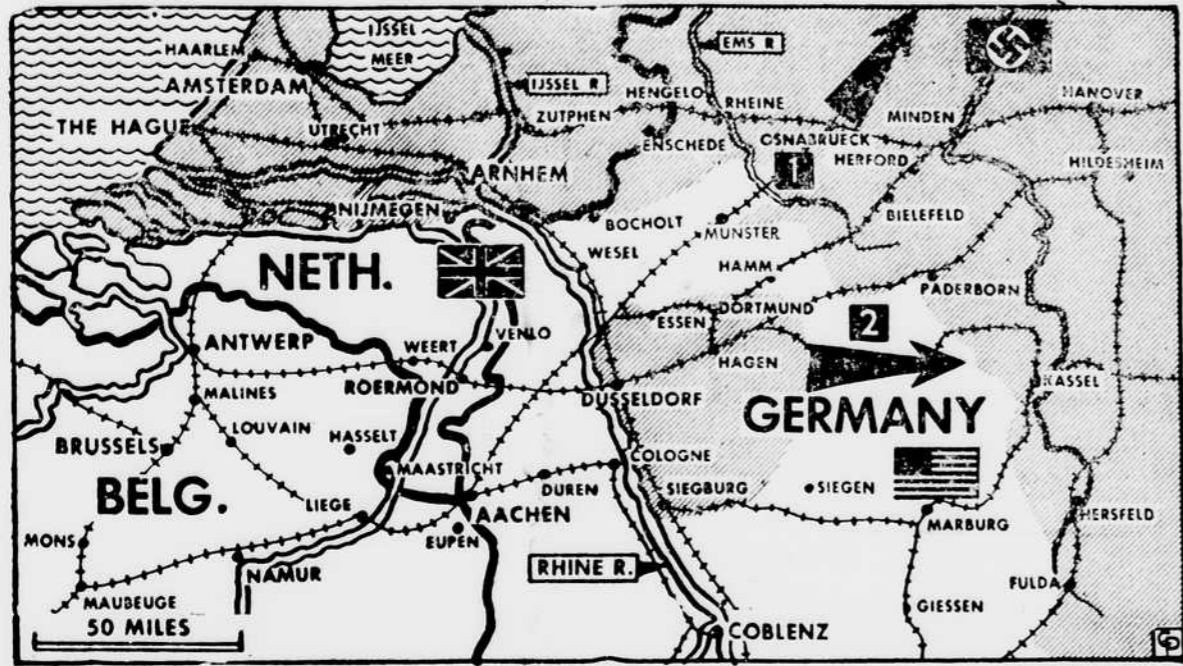 IJSSEL
MEER
EMS R
HAARLEM
AMSTERDAM
IJSSEL R
HENGELO
RHEINE
MINDEN
HANOVER
THE HAGUE
UTRECHT
ZUTPHEN
ENSCHEDE
OSNABRUECK
HERFORD
HILDESHEIM
ARNHEM
1
NIJMEGEN
BOCHOLT
MUNSTER
BIELEFELD
WESEL
HAMM
NETH.
PADERBORN
DORTMUND
ESSEN
2
ANTWERP
WEERT
VENLO
HAGEN
ROERMOND
DUSSELDORF
KASSEL
MALINES
GERMANY
BRUSSELS
LOUVAIN
HASSELT
MAASTRICHT
COLOGNE
BELG.
DUREN
SIEGBURG
SIEGEN
LIEGE
AACHEN
MARBURG
HERSFELD
MONS
EUPEN
NAMUR
RHINE R.
FULDA
MAUBEUGE
GIESSEN
50 MILES
COBLENZ